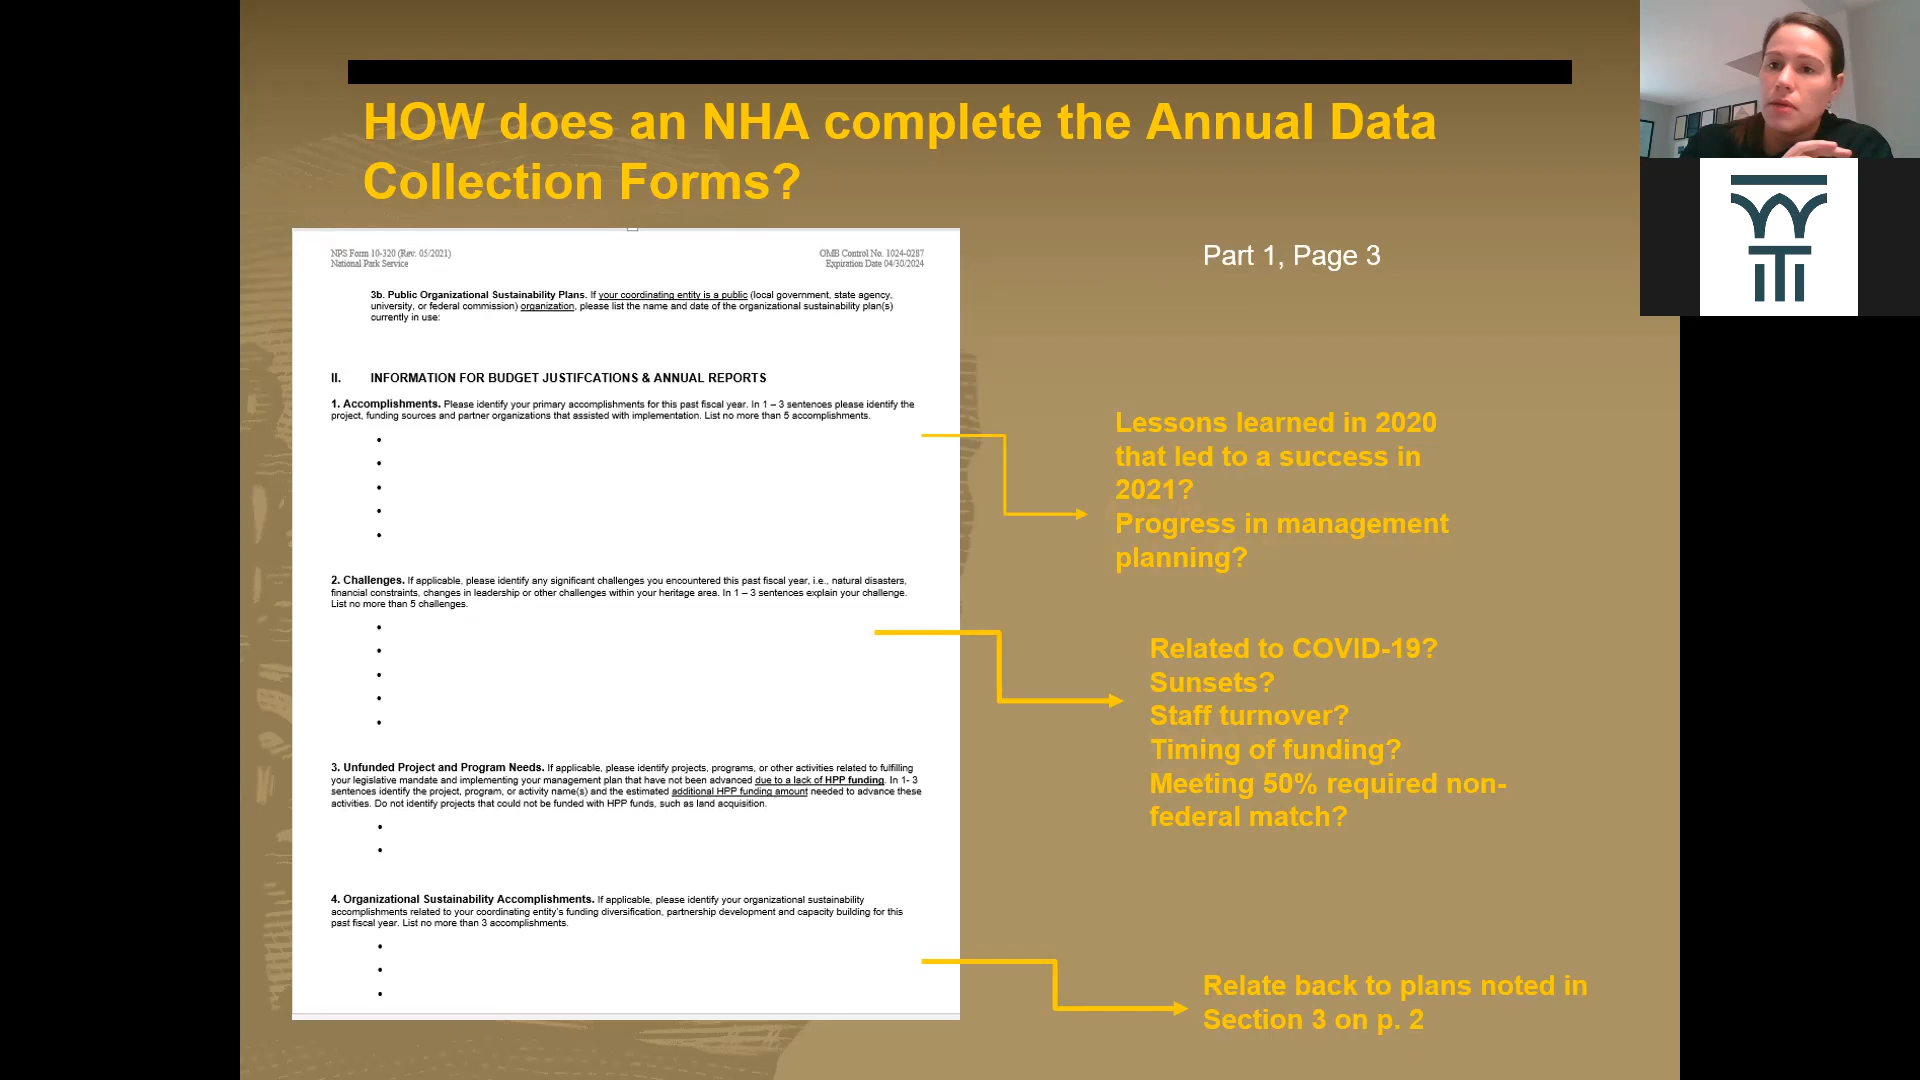 HOW does an NHA complete the Annual Data
Collection Forms?
Part 1, Page 3
NPS Form 10-320 (Rev. 05/2021)
National Park Service
OMB Control No. 1024-0287
Expiration Date 04/30/2024
3b. Public Organizational Sustainability Plans. If your coordinating entity is a public (local government, state agency,
university, or federal commission) organization, please list the name and date of the organizational sustainability plan(s)
currently in use:
II. INFORMATION FOR BUDGET JUSTIFCATIONS & ANNUAL REPORTS
1. Accomplishments. Please identify your primary accomplishments for this past fiscal year. In 1 – 3 sentences please identify the
project, funding sources and partner organizations that assisted with implementation. List no more than 5 accomplishments.
•
•
•
•
•
2. Challenges. If applicable, please identify any significant challenges you encountered this past fiscal year, i.e., natural disasters,
financial constraints, changes in leadership or other challenges within your heritage area. In 1 – 3 sentences explain your challenge.
List no more than 5 challenges.
•
•
•
•
•
3. Unfunded Project and Program Needs. If applicable, please identify projects, programs, or other activities related to fulfilling
your legislative mandate and implementing your management plan that have not been advanced due to a lack of HPP funding. In 1- 3
sentences identify the project, program, or activity name(s) and the estimated additional HPP funding amount needed to advance these
activities. Do not identify projects that could not be funded with HPP funds, such as land acquisition.
•
•
4. Organizational Sustainability Accomplishments. If applicable, please identify your organizational sustainability
accomplishments related to your coordinating entity's funding diversification, partnership development and capacity building for this
past fiscal year. List no more than 3 accomplishments.
•
•
•
Lessons learned in 2020
that led to a success in
2021?
Progress in management
planning?
Related to COVID-19?
Sunsets?
Staff turnover?
Timing of funding?
Meeting 50% required non-
federal match?
Relate back to plans noted in
Section 3 on p. 2